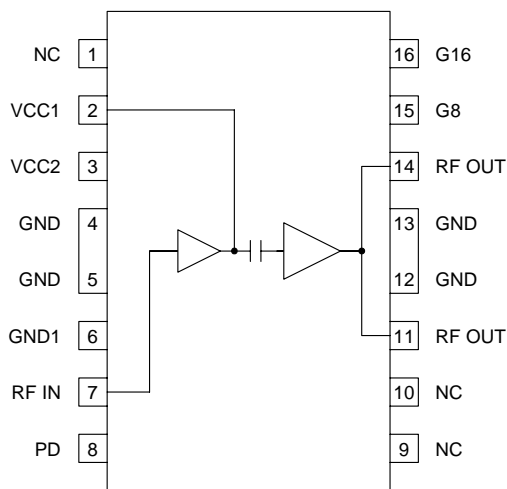 NC 1 16 G16
VCC1 2 15 G8
VCC2 3 14 RF OUT
GND 4 13 GND
GND 5 12 GND
GND1 6 11 RF OUT
RF IN 7 10 NC
PD 8 9 NC